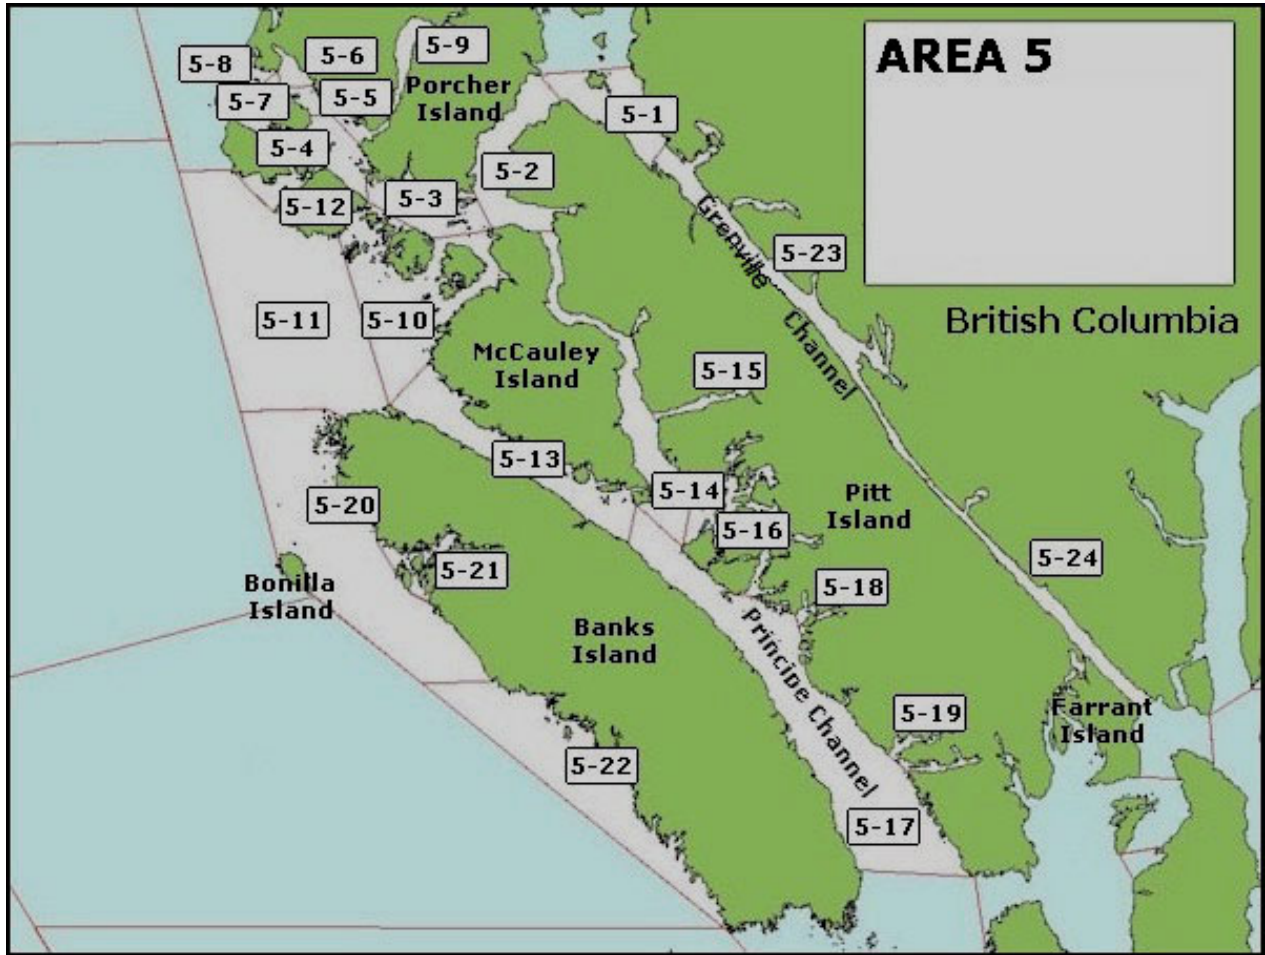 AREA 5
5-8
5-6
5-9
5-7
5-5
Porcher
Island
5-1
5-4
5-2
5-12
5-3
Grenville
Channel
5-23
5-11
5-10
British Columbia
McCauley
Island
5-15
5-13
5-14
5-20
5-16
Pitt
Island
5-21
5-24
Bonilla
Island
5-18
Banks
Island
Principe Channel
5-19
Farrant
Island
5-22
5-17